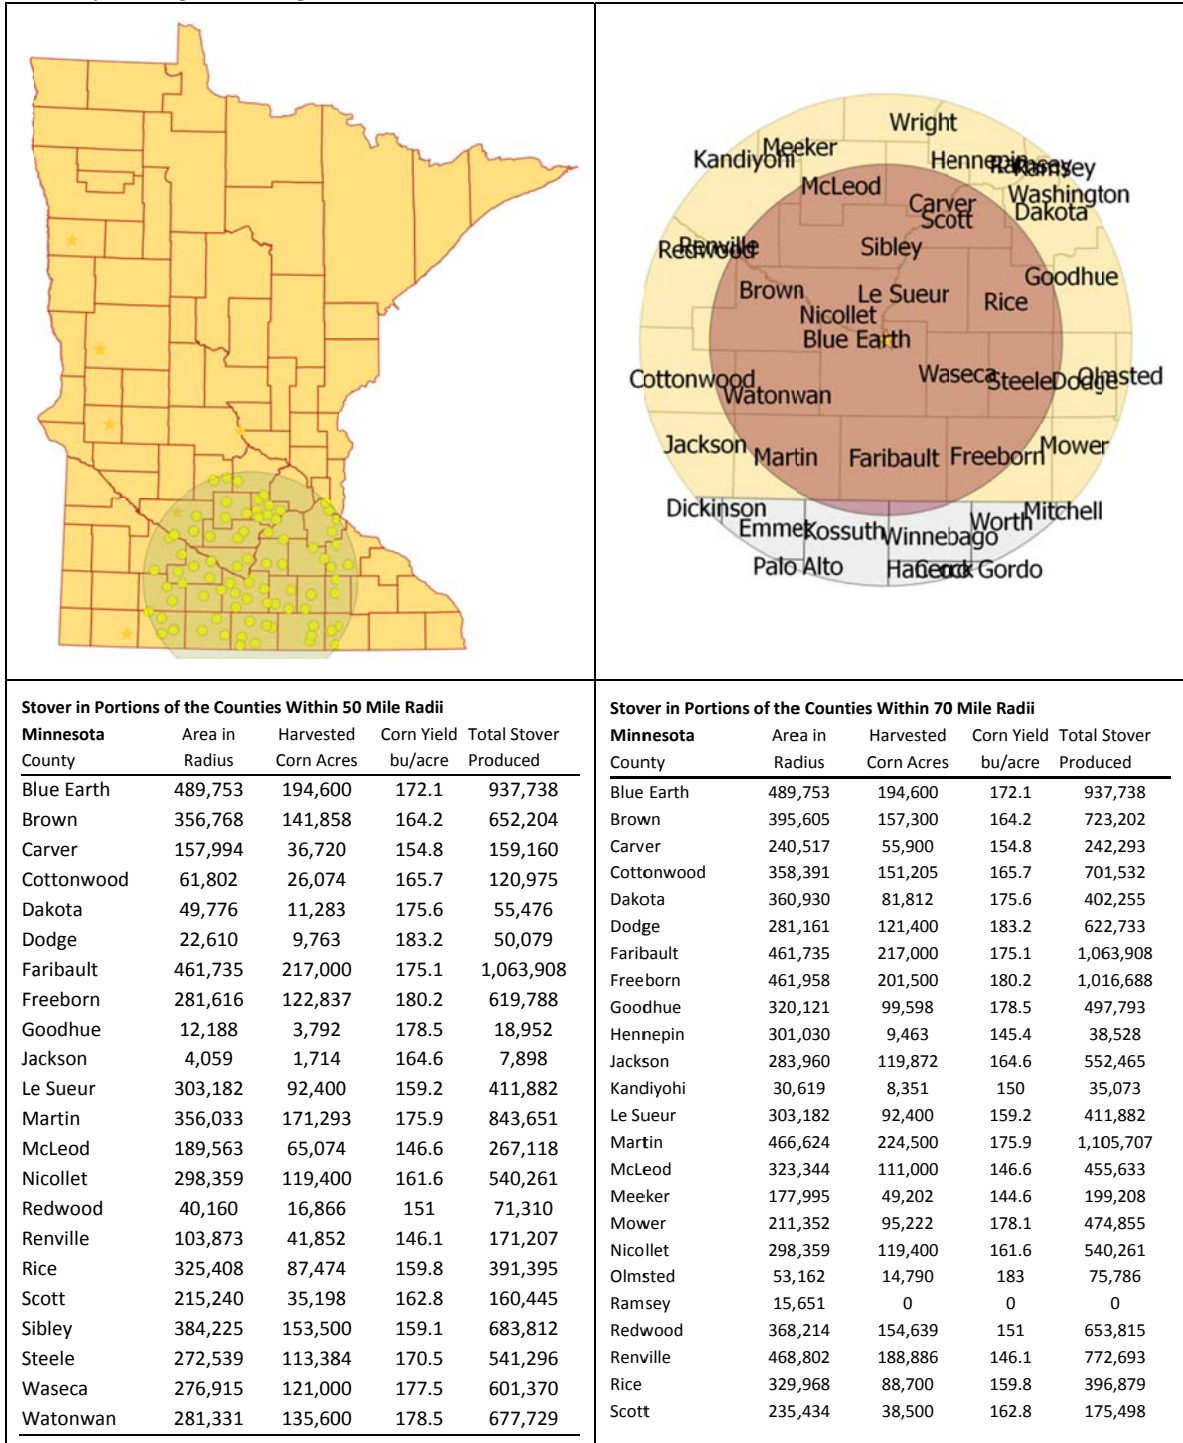 Wright
Meeker
Kandiyohi
Hennepin
Ramsey
McLeod
Washington
Carver
Dakota
Scott
Renville
Redwood
Sibley
Goodhue
Brown
Le Sueur
Rice
Nicollet
Blue Earth
Waseca
Cottonwood
Steele
Dodge
Olmsted
Watonwan
Jackson
Martin
Faribault
Freeborn
Mower
Dickinson
Emmet
Kossuth
Winnebago
Worth
Mitchell
Palo Alto
Hancock
Cerro Gordo
Stover in Portions of the Counties Within 50 Mile Radii
Minnesota Area in Harvested Corn Yield Total Stover
County Radius Corn Acres bu/acre Produced
Blue Earth 489,753 194,600 172.1 937,738
Brown 356,768 141,858 164.2 652,204
Carver 157,994 36,720 154.8 159,160
Cottonwood 61,802 26,074 165.7 120,975
Dakota 49,776 11,283 175.6 55,476
Dodge 22,610 9,763 183.2 50,079
Faribault 461,735 217,000 175.1 1,063,908
Freeborn 281,616 122,837 180.2 619,788
Goodhue 12,188 3,792 178.5 18,952
Jackson 4,059 1,714 164.6 7,898
Le Sueur 303,182 92,400 159.2 411,882
Martin 356,033 171,293 175.9 843,651
McLeod 189,563 65,074 146.6 267,118
Nicollet 298,359 119,400 161.6 540,261
Redwood 40,160 16,866 151 71,310
Renville 103,873 41,852 146.1 171,207
Rice 325,408 87,474 159.8 391,395
Scott 215,240 35,198 162.8 160,445
Sibley 384,225 153,500 159.1 683,812
Steele 272,539 113,384 170.5 541,296
Waseca 276,915 121,000 177.5 601,370
Watonwan 281,331 135,600 178.5 677,729
Stover in Portions of the Counties Within 70 Mile Radii
Minnesota Area in Harvested Corn Yield Total Stover
County Radius Corn Acres bu/acre Produced
Blue Earth 489,753 194,600 172.1 937,738
Brown 395,605 157,300 164.2 723,202
Carver 240,517 55,900 154.8 242,293
Cottonwood 358,391 151,205 165.7 701,532
Dakota 360,930 81,812 175.6 402,255
Dodge 281,161 121,400 183.2 622,733
Faribault 461,735 217,000 175.1 1,063,908
Freeborn 461,958 201,500 180.2 1,016,688
Goodhue 320,121 99,598 178.5 497,793
Hennepin 301,030 9,463 145.4 38,528
Jackson 283,960 119,872 164.6 552,465
Kandiyohi 30,619 8,351 150 35,073
Le Sueur 303,182 92,400 159.2 411,882
Martin 466,624 224,500 175.9 1,105,707
McLeod 323,344 111,000 146.6 455,633
Meeker 177,995 49,202 144.6 199,208
Mower 211,352 95,222 178.1 474,855
Nicollet 298,359 119,400 161.6 540,261
Olmsted 53,162 14,790 183 75,786
Ramsey 15,651 0 0 0
Redwood 368,214 154,639 151 653,815
Renville 468,802 188,886 146.1 772,693
Rice 329,968 88,700 159.8 396,879
Scott 235,434 38,500 162.8 175,498